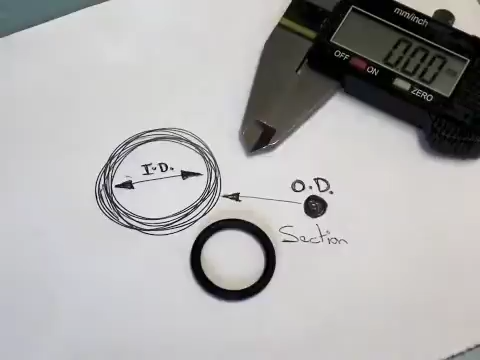 mm/inch
OFF
ON
ZERO
0.00
I.D.
O.D.
Section